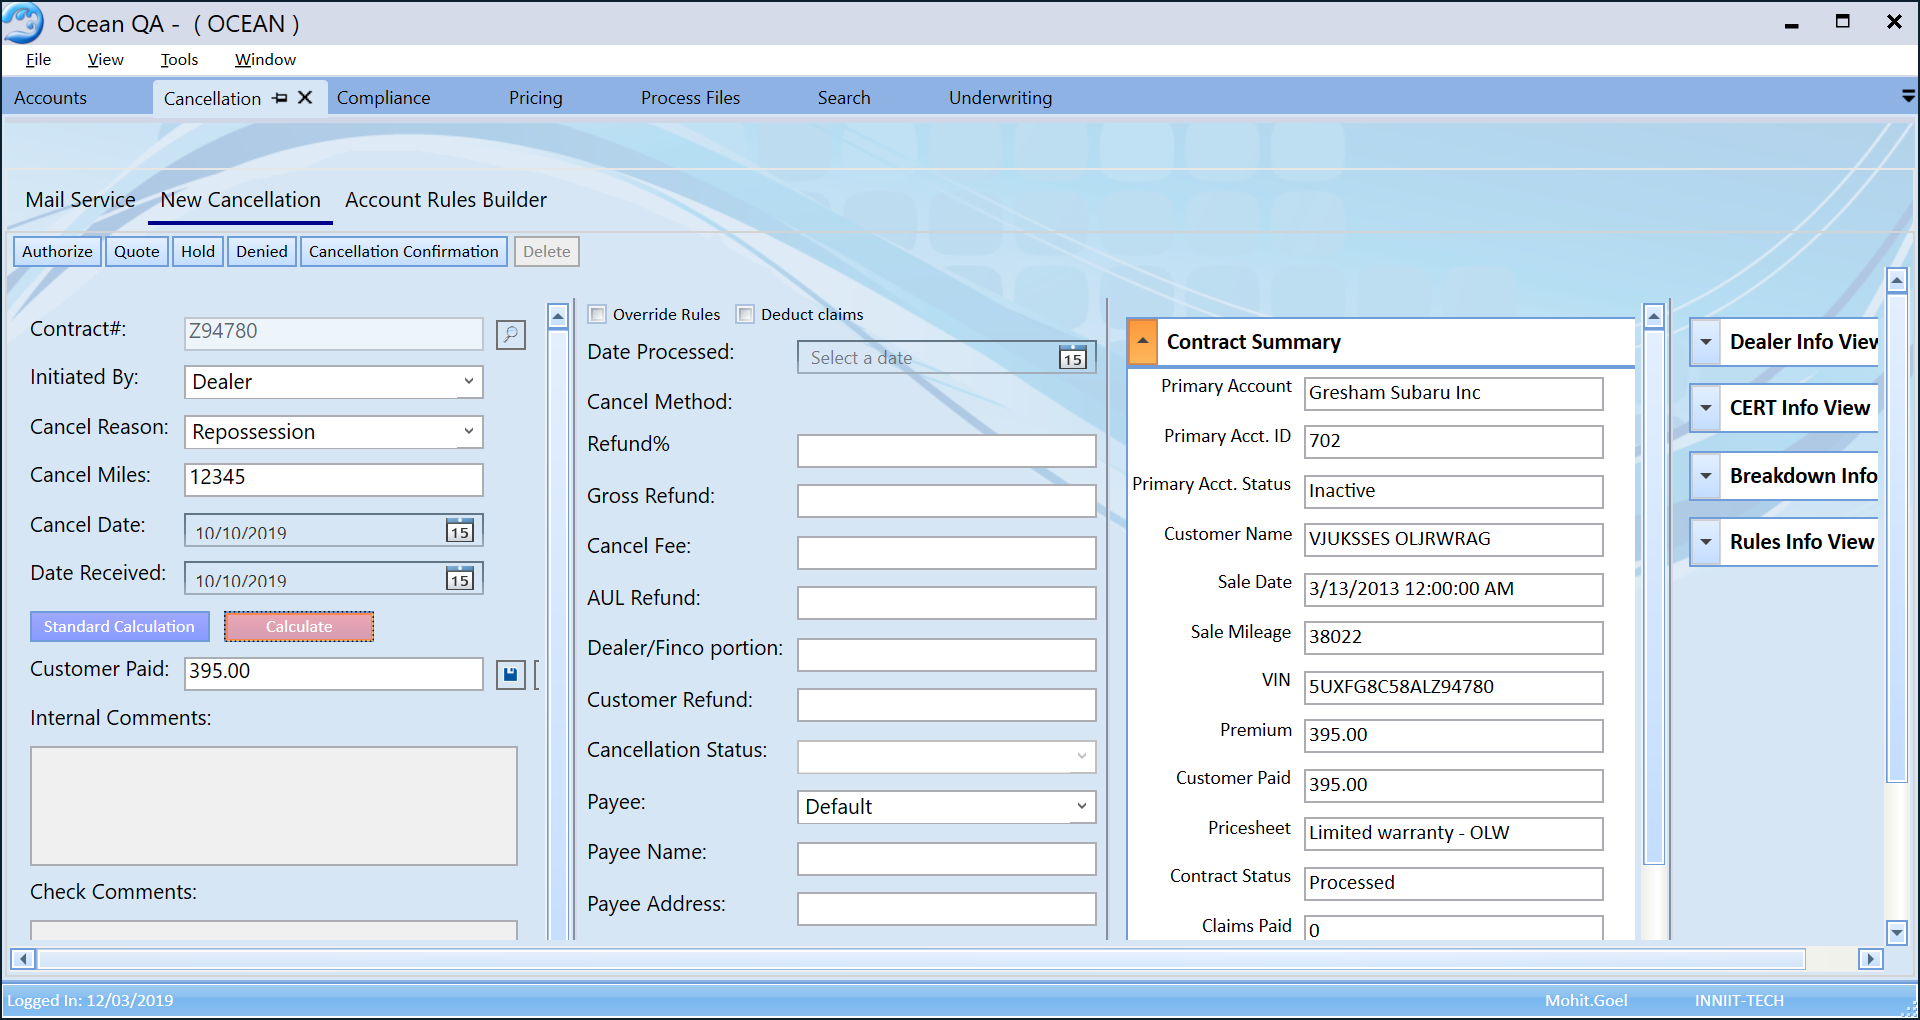 Ocean QA - ( OCEAN )
File View Tools Window
Accounts Cancellation Compliance Pricing Process Files Search Underwriting
Mail Service New Cancellation Account Rules Builder
Authorize Quote Hold Denied Cancellation Confirmation Delete
Contract#: Z94780
Initiated By: Dealer
Cancel Reason: Repossession
Cancel Miles: 12345
Cancel Date: 10/10/2019 15
Date Received: 10/10/2019 15
Standard Calculation Calculate
Customer Paid: 395.00
Internal Comments:
Check Comments:
Override Rules Deduct claims
Date Processed: Select a date 15
Cancel Method:
Refund%
Gross Refund:
Cancel Fee:
AUL Refund:
Dealer/Finco portion:
Customer Refund:
Cancellation Status:
Payee: Default
Payee Name:
Payee Address:
Contract Summary
Primary Account Gresham Subaru Inc
Primary Acct. ID 702
Primary Acct. Status Inactive
Customer Name VJUKSSES OLJRWRAG
Sale Date 3/13/2013 12:00:00 AM
Sale Mileage 38022
VIN 5UXFG8C58ALZ94780
Premium 395.00
Customer Paid 395.00
Pricesheet Limited warranty - OLW
Contract Status Processed
Claims Paid 0
Dealer Info View
CERT Info View
Breakdown Info
Rules Info View
Logged In: 12/03/2019 Mohit.Goel INNIIT-TECH